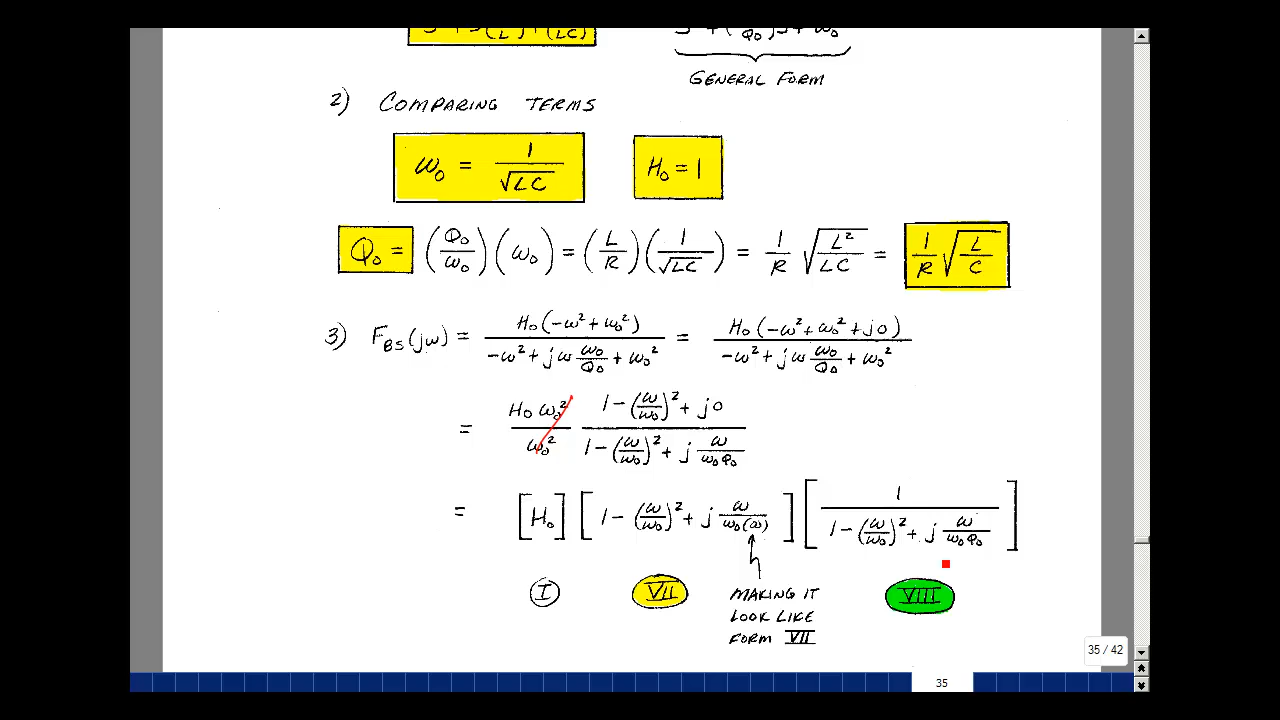 GENERAL FORM
2) COMPARING TERMS
ω₀ = 1/√LC   H₀ = 1
Q₀ = (Q₀/ω₀)(ω₀) = (L/R)(1/√LC) = 1/R √(L²/LC) = 1/R √(L/C)
3) F_BS(jω) = H₀(-ω²+ω₀²)/(-ω²+jω ω₀/Q₀+ω₀²) = H₀(-ω²+ω₀²+j0)/(-ω²+jω ω₀/Q₀+ω₀²)
= H₀ω₀²/ω₀² (1-(ω/ω₀)²+j0)/(1-(ω/ω₀)²+j ω/ω₀Q₀)
= [H₀] [1-(ω/ω₀)²+j ω/ω₀(∞)] [1/(1-(ω/ω₀)²+j ω/ω₀Q₀)]
I   VII   VIII
MAKING IT
LOOK LIKE
FORM VII
35 / 42
35